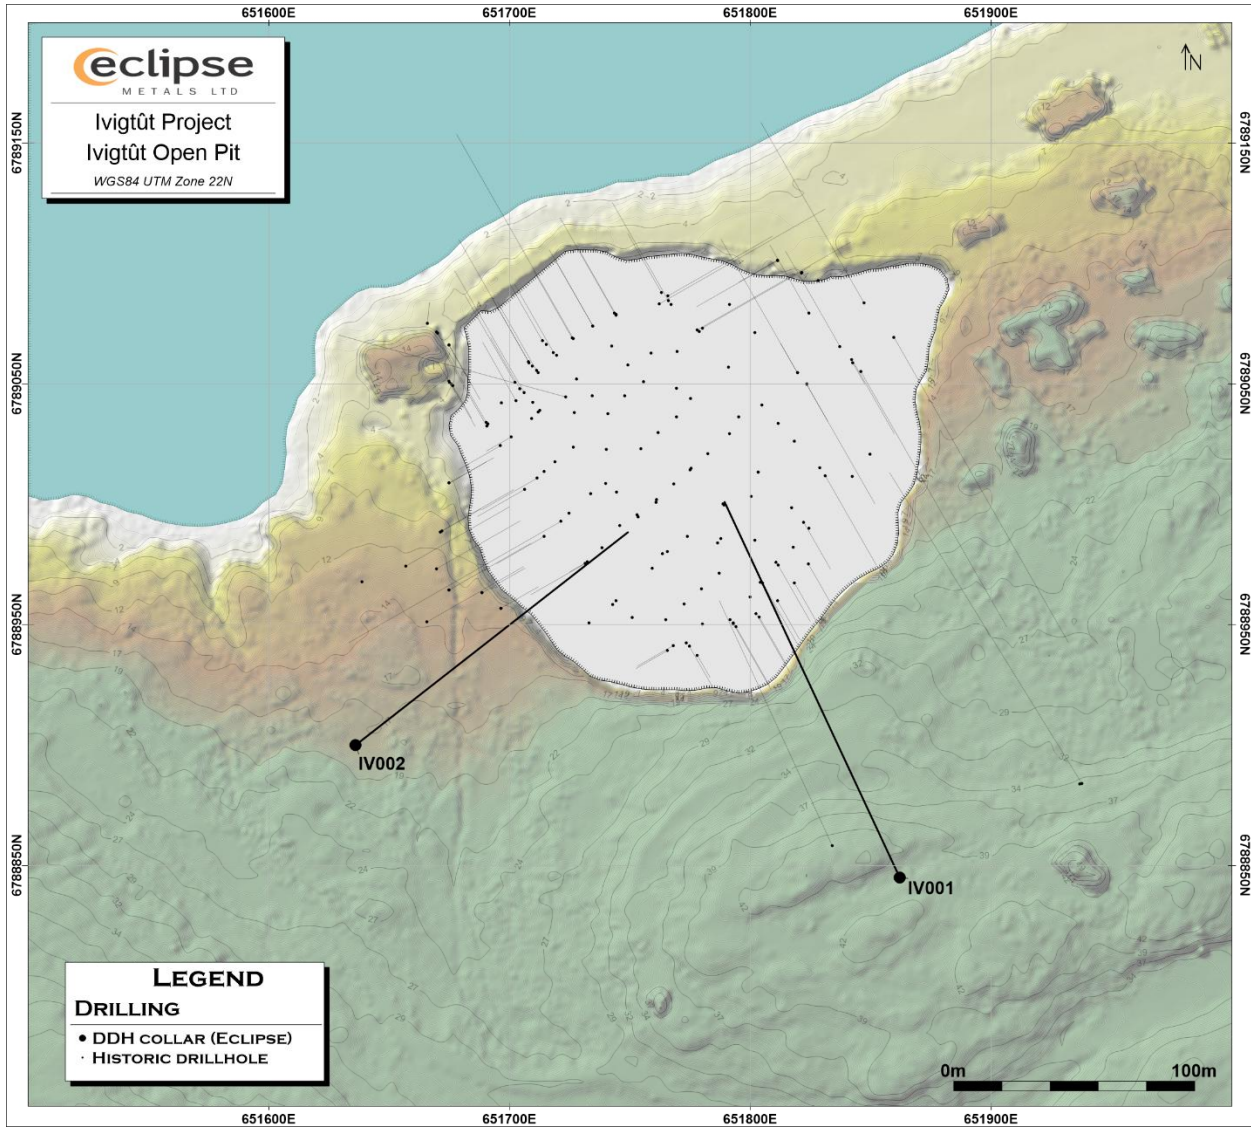 651600E 651700E 651800E 651900E
N
eclipse
METALS LTD
Ivigtût Project
Ivigtût Open Pit
WGS84 UTM Zone 22N
6789150N 6789150N
6789050N 6789050N
6788950N 6788950N
6788850N 6788850N
IV002
IV001
LEGEND
DRILLING
DDH COLLAR (ECLIPSE)
HISTORIC DRILLHOLE
0m 100m
651600E 651700E 651800E 651900E